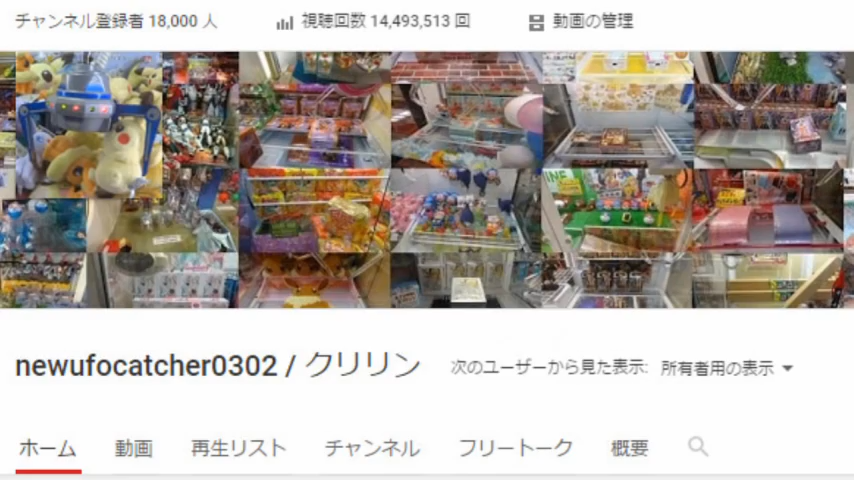 チャンネル登録者 18,000 人 視聴回数 14,493,513 回 動画の管理
newufocatcher0302 / クリリン 次のユーザーから見た表示: 所有者用の表示
ホーム 動画 再生リスト チャンネル フリートーク 概要